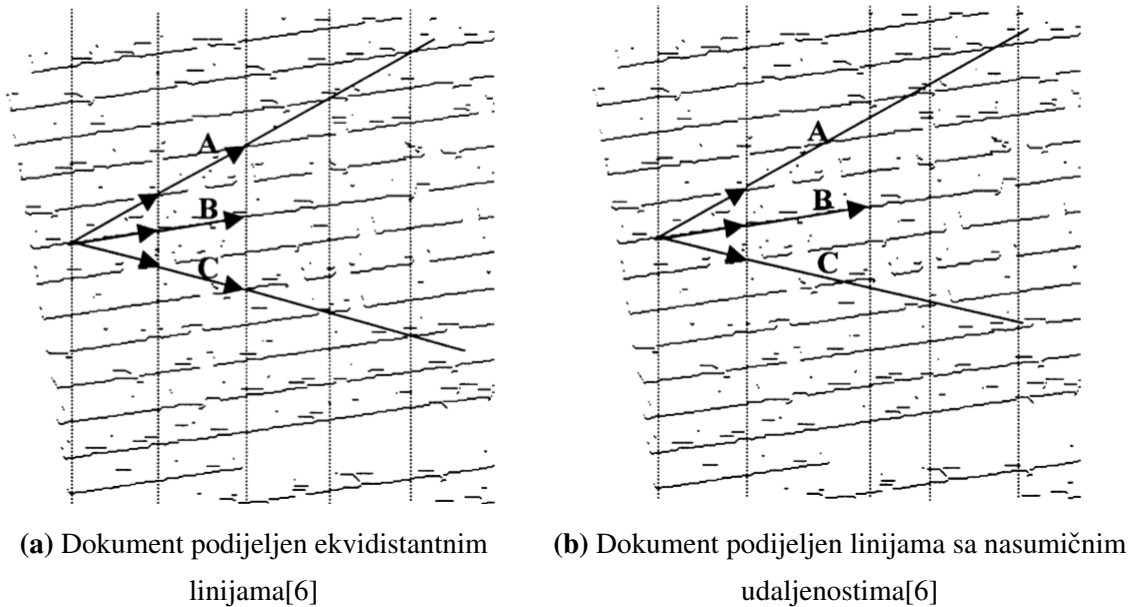 A
B
C
A
B
C
(a) Dokument podijeljen ekvidistantnim
linijama[6]
(b) Dokument podijeljen linijama sa nasumičnim
udaljenostima[6]